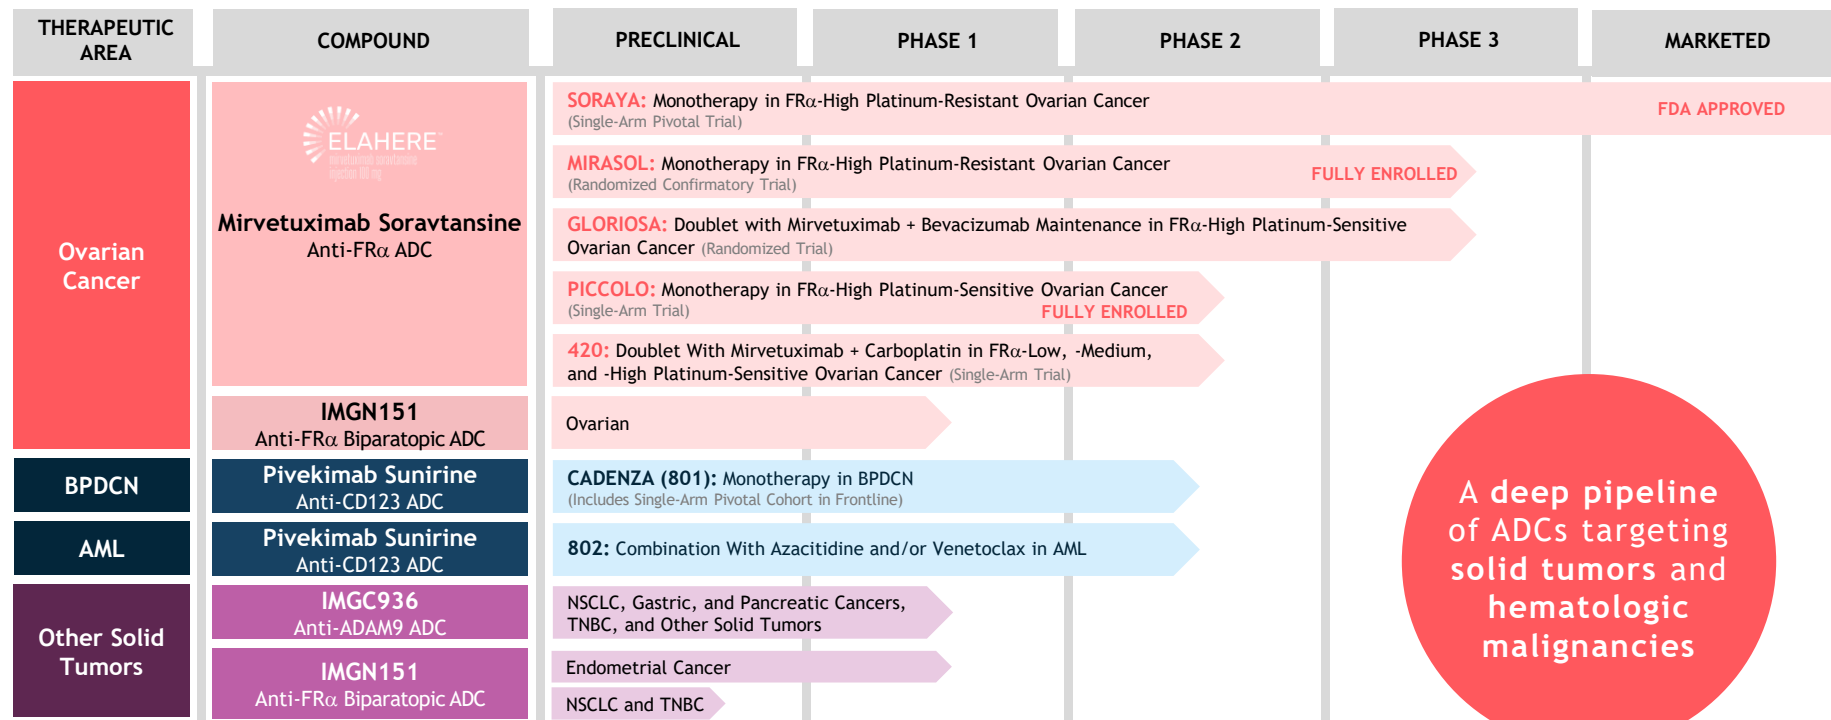 THERAPEUTIC
AREA
COMPOUND
PRECLINICAL
PHASE 1
PHASE 2
PHASE 3
MARKETED
Ovarian
Cancer
ELAHERE™
mirvetuximab soravtansine
injection 100 mg
Mirvetuximab Soravtansine
Anti-FRα ADC
SORAYA: Monotherapy in FRα-High Platinum-Resistant Ovarian Cancer
(Single-Arm Pivotal Trial)
FDA APPROVED
MIRASOL: Monotherapy in FRα-High Platinum-Resistant Ovarian Cancer
(Randomized Confirmatory Trial)
FULLY ENROLLED
GLORIOSA: Doublet with Mirvetuximab + Bevacizumab Maintenance in FRα-High Platinum-Sensitive
Ovarian Cancer (Randomized Trial)
PICCOLO: Monotherapy in FRα-High Platinum-Sensitive Ovarian Cancer
(Single-Arm Trial)
FULLY ENROLLED
420: Doublet With Mirvetuximab + Carboplatin in FRα-Low, -Medium,
and -High Platinum-Sensitive Ovarian Cancer (Single-Arm Trial)
IMGN151
Anti-FRα Biparatopic ADC
Ovarian
BPDCN
Pivekimab Sunirine
Anti-CD123 ADC
CADENZA (801): Monotherapy in BPDCN
(Includes Single-Arm Pivotal Cohort in Frontline)
AML
Pivekimab Sunirine
Anti-CD123 ADC
802: Combination With Azacitidine and/or Venetoclax in AML
Other Solid
Tumors
IMGC936
Anti-ADAM9 ADC
NSCLC, Gastric, and Pancreatic Cancers,
TNBC, and Other Solid Tumors
IMGN151
Anti-FRα Biparatopic ADC
Endometrial Cancer
NSCLC and TNBC
A deep pipeline
of ADCs targeting
solid tumors and
hematologic
malignancies